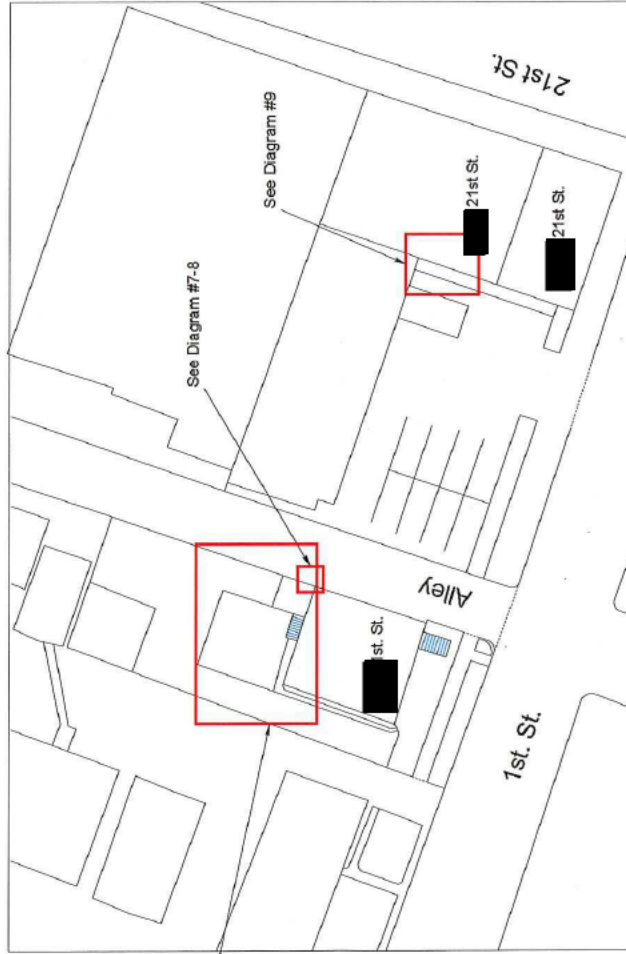 21st St.
See Diagram #9
21st St.
21st St.
See Diagram #7-8
Alley
st. St.
1st. St.